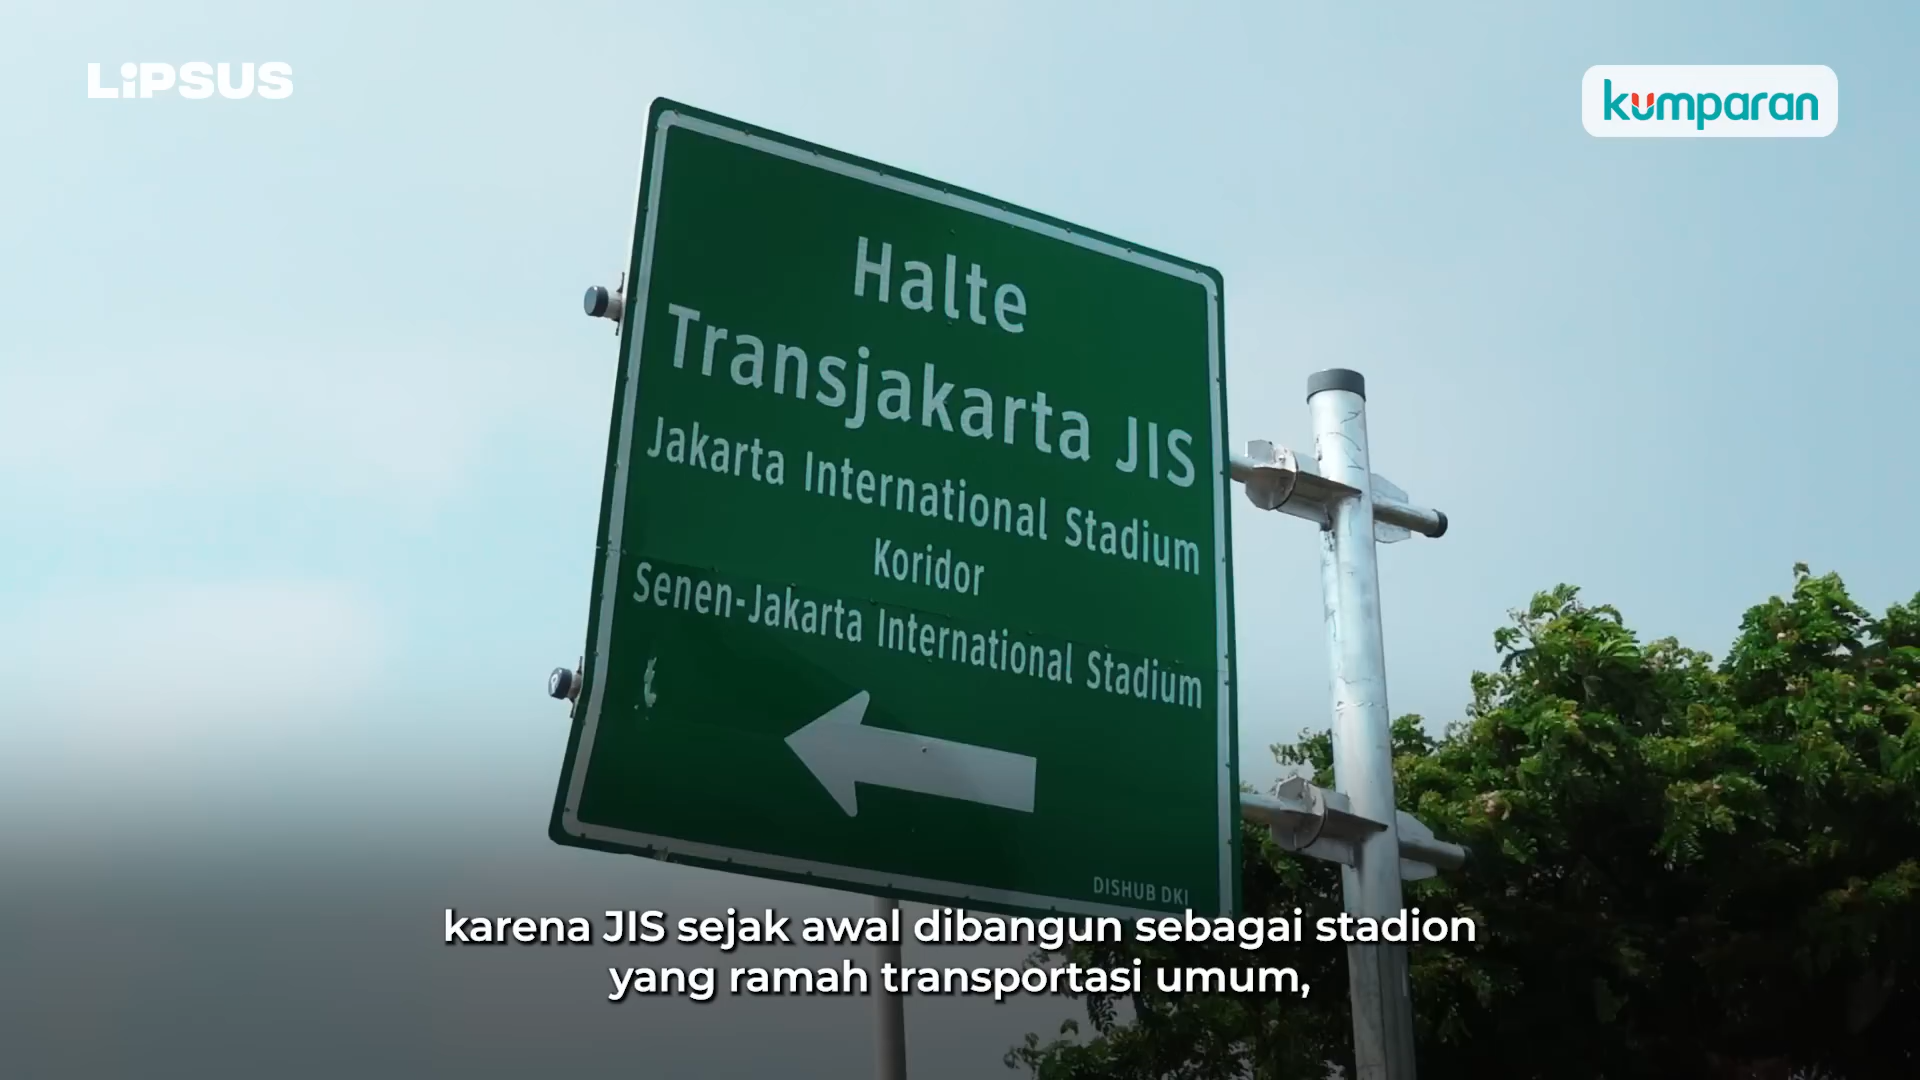 LiPSUS
kumparan
Halte
Transjakarta JIS
Jakarta International Stadium
Koridor
Senen-Jakarta International Stadium
DISHUB DKI
karena JIS sejak awal dibangun sebagai stadion
yang ramah transportasi umum,